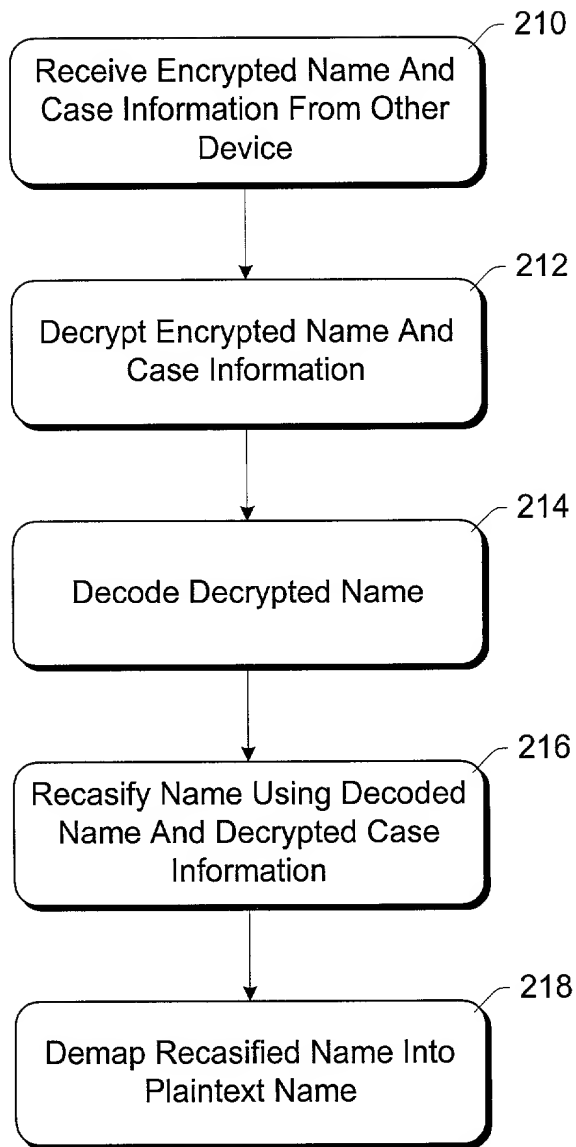 210
Receive Encrypted Name And
Case Information From Other
Device
212
Decrypt Encrypted Name And
Case Information
214
Decode Decrypted Name
216
Recasify Name Using Decoded
Name And Decrypted Case
Information
218
Demap Recasified Name Into
Plaintext Name